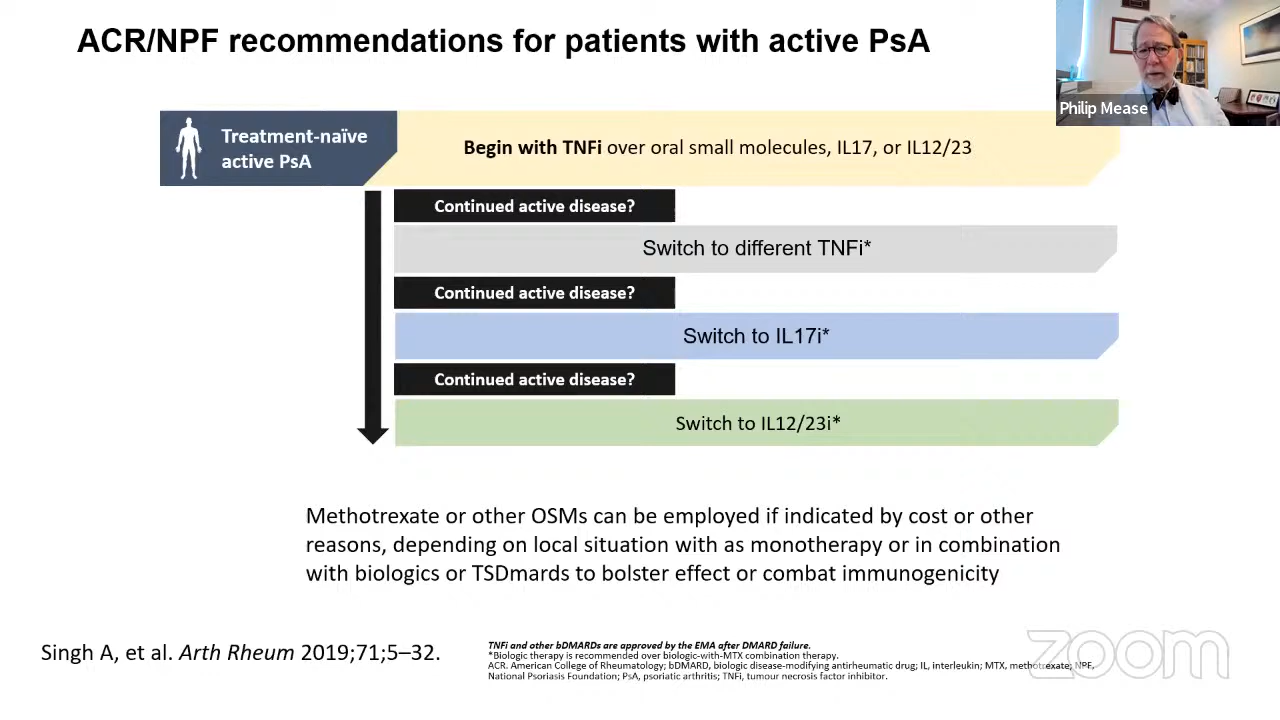 ACR/NPF recommendations for patients with active PsA
Philip Mease
Treatment-naïve
active PsA
Begin with TNFi over oral small molecules, IL17, or IL12/23
Continued active disease?
Switch to different TNFi*
Continued active disease?
Switch to IL17i*
Continued active disease?
Switch to IL12/23i*
Methotrexate or other OSMs can be employed if indicated by cost or other
reasons, depending on local situation with as monotherapy or in combination
with biologics or TSDmards to bolster effect or combat immunogenicity
Singh A, et al. Arth Rheum 2019;71;5–32.
TNFi and other bDMARDs are approved by the EMA after DMARD failure.
*Biologic therapy is recommended over biologic-with-MTX combination therapy.
ACR. American College of Rheumatology; bDMARD, biologic disease-modifying antirheumatic drug; IL, interleukin; MTX, methotrexate; NPF,
National Psoriasis Foundation; PsA, psoriatic arthritis; TNFi, tumour necrosis factor inhibitor.
zoom